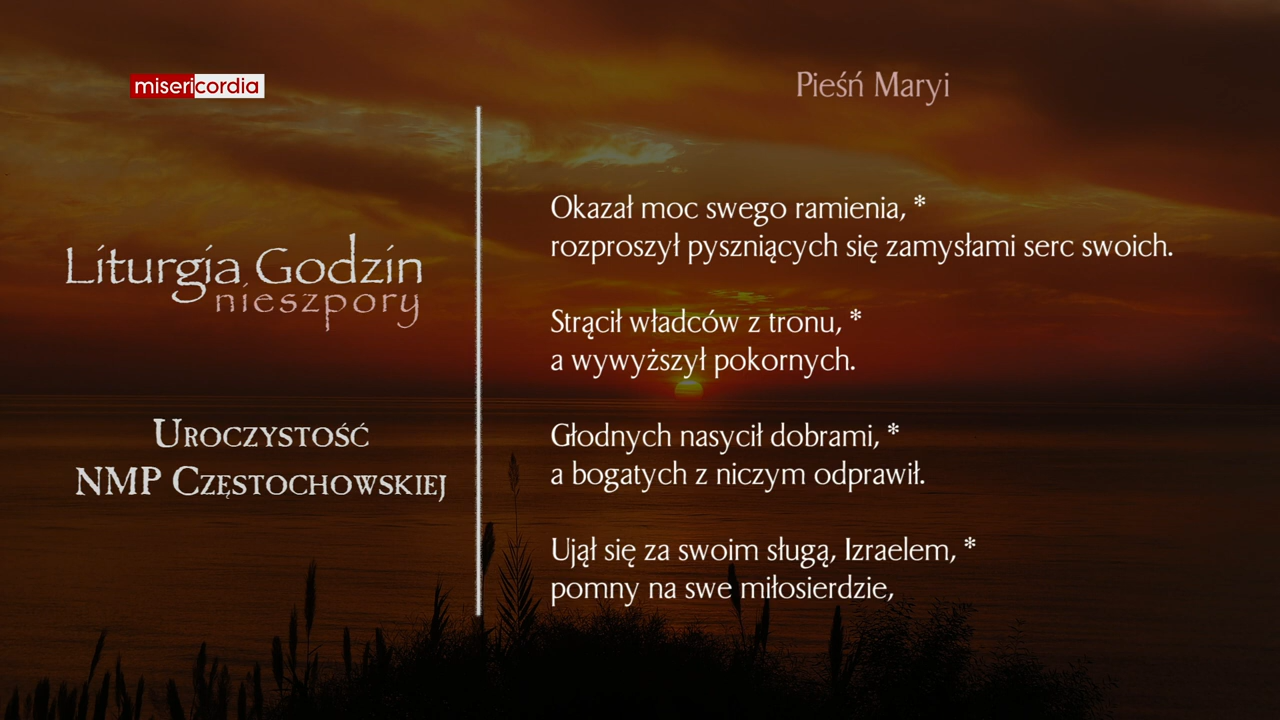 misericordia
Liturgia Godzin
nieszpory
Uroczystość
NMP Częstochowskiej
Pieśń Maryi
Okazał moc swego ramienia, *
rozproszył pyszniących się zamysłami serc swoich.
Strącił władców z tronu, *
a wywyższył pokornych.
Głodnych nasycił dobrami, *
a bogatych z niczym odprawił.
Ujął się za swoim sługą, Izraelem, *
pomny na swe miłosierdzie,